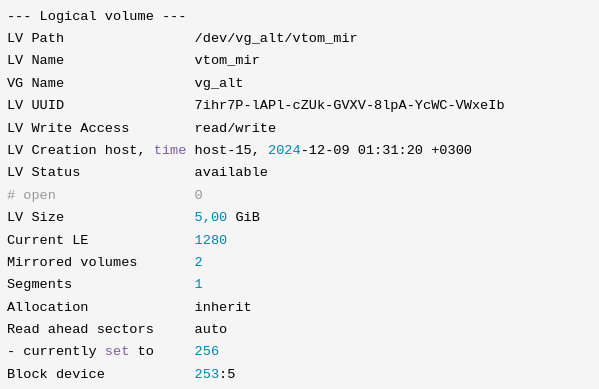 --- Logical volume ---
LV Path                /dev/vg_alt/vtom_mir
LV Name                vtom_mir
VG Name                vg_alt
LV UUID                7ihr7P-lAPl-cZUk-GVXV-8lpA-YcWC-VWxeIb
LV Write Access        read/write
LV Creation host, time host-15, 2024-12-09 01:31:20 +0300
LV Status              available
# open                 0
LV Size                5,00 GiB
Current LE             1280
Mirrored volumes       2
Segments               1
Allocation             inherit
Read ahead sectors     auto
- currently set to     256
Block device           253:5